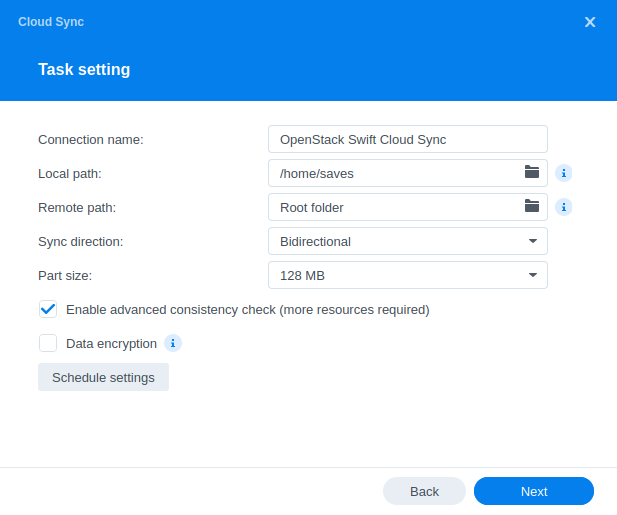 Cloud Sync
Task setting
Connection name: OpenStack Swift Cloud Sync
Local path: /home/saves
Remote path: Root folder
Sync direction: Bidirectional
Part size: 128 MB
Enable advanced consistency check (more resources required)
Data encryption
Schedule settings
Back Next